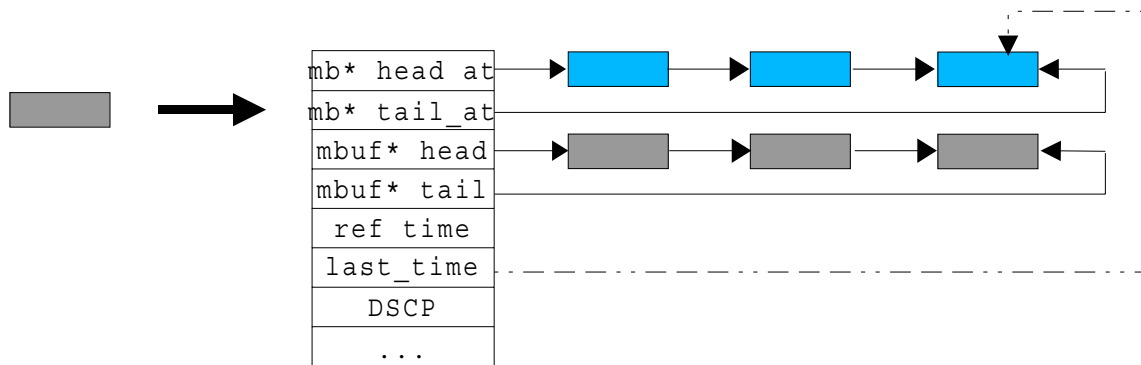 mb* head at
mb* tail_at
mbuf* head
mbuf* tail
ref time
last_time
DSCP
...